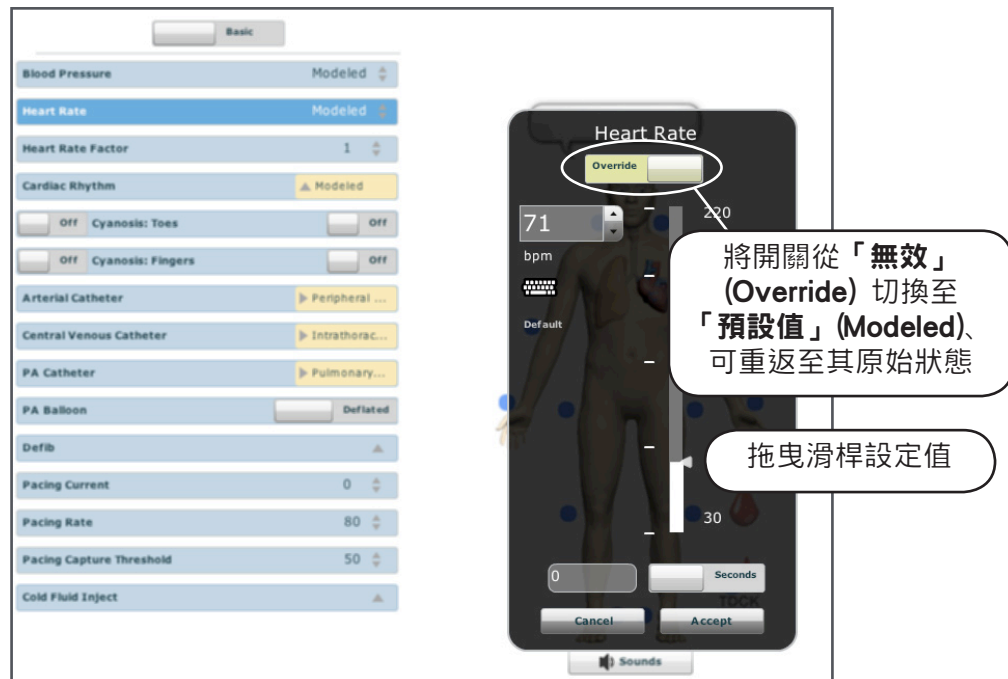 Basic
Blood Pressure Modeled
Heart Rate Modeled
Heart Rate Factor 1
Cardiac Rhythm Modeled
Off Cyanosis: Toes Off
Off Cyanosis: Fingers Off
Arterial Catheter Peripheral ...
Central Venous Catheter Intrathorac...
PA Catheter Pulmonary...
PA Balloon Deflated
Defib
Pacing Current 0
Pacing Rate 80
Pacing Capture Threshold 50
Cold Fluid Inject
Heart Rate
Override
71
bpm
Default
220
30
0 Seconds
TOCK
Cancel Accept
Sounds
將開關從「無效」
(Override) 切換至
「預設值」(Modeled)、
可重返至其原始狀態
拖曳滑桿設定值